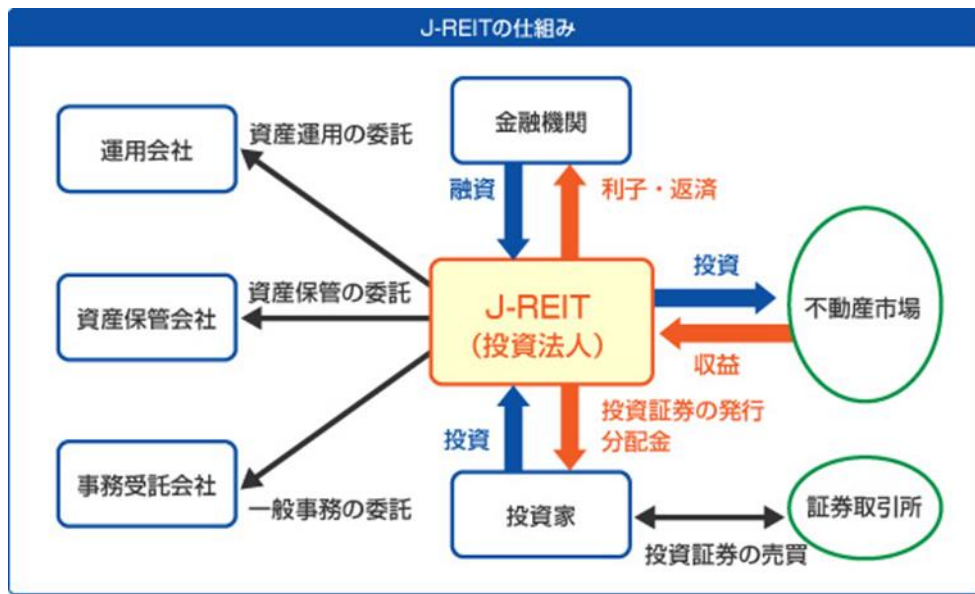 J-REITの仕組み
運用会社
資産運用の委託
金融機関
融資
利子・返済
資産保管会社
資産保管の委託
J-REIT
（投資法人）
投資
収益
不動産市場
事務受託会社
一般事務の委託
投資
投資証券の発行
分配金
投資家
投資証券の売買
証券取引所